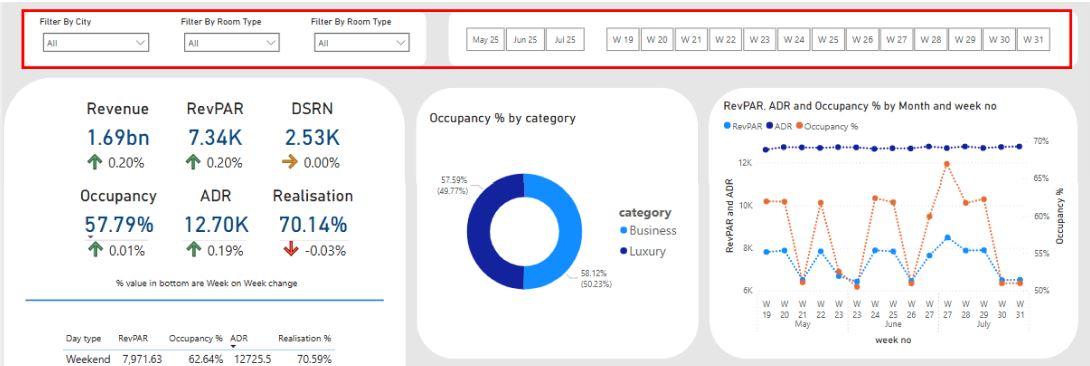 Filter By City Filter By Room Type Filter By Room Type
All All All
May 25 Jun 25 Jul 25 W 19 W 20 W 21 W 22 W 23 W 24 W 25 W 26 W 27 W 28 W 29 W 30 W 31
Revenue RevPAR DSRN
1.69bn 7.34K 2.53K
0.20% 0.20% 0.00%
Occupancy ADR Realisation
57.79% 12.70K 70.14%
0.01% 0.19% -0.03%
% value in bottom are Week on Week change
Day type RevPAR Occupancy % ADR Realisation %
Weekend 7,971.63 62.64% 12725.5 70.59%
Occupancy % by category
57.59%
(49.77%)
category
Business
Luxury
58.12%
(50.23%)
RevPAR, ADR and Occupancy % by Month and week no
RevPAR ADR Occupancy %
RevPAR and ADR
12K
10K
8K
6K
70%
65%
60%
55%
50%
Occupancy %
W W W W W W W W W W W W W
19 20 21 22 23 23 24 25 26 27 28 29 30 31
May June July
week no